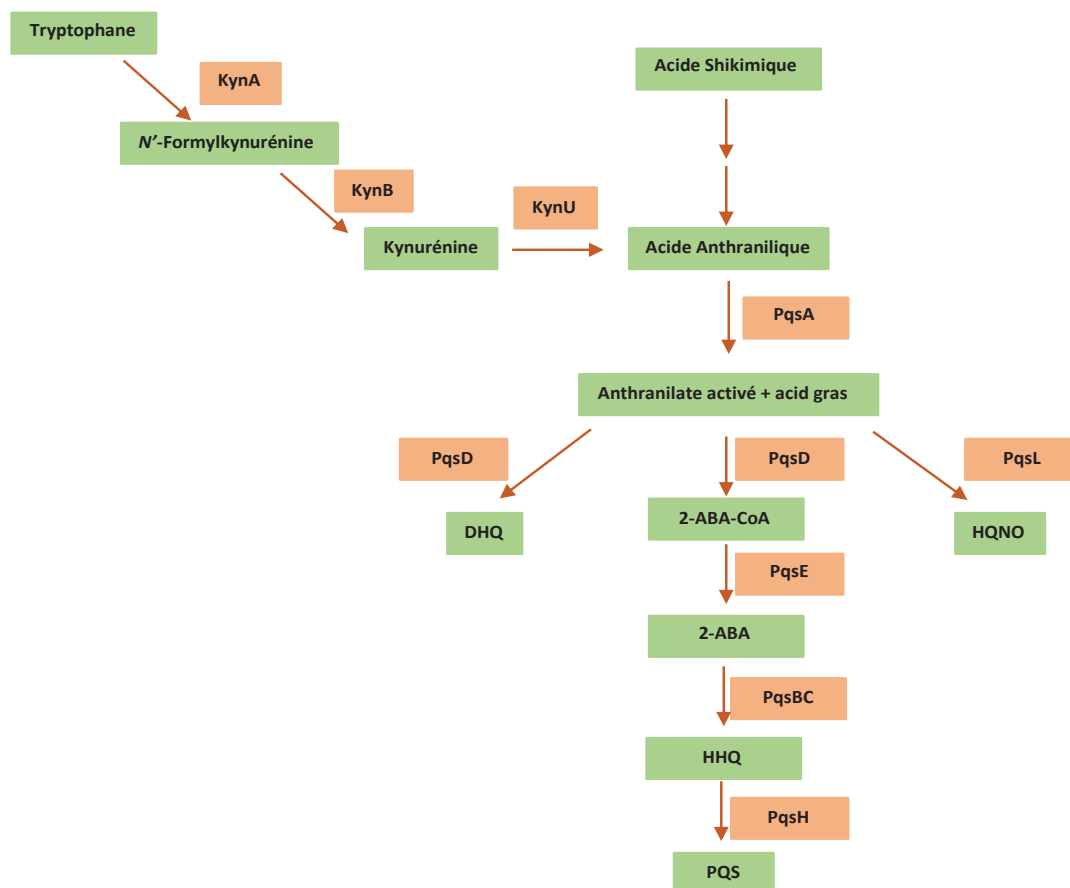 Tryptophane
Acide Shikimique
KynA
N'-Formylkynurénine
KynB
KynU
Kynurénine
Acide Anthranilique
PqsA
Anthranilate activé + acid gras
PqsD
PqsD
PqsL
DHQ
2-ABA-CoA
HQNO
PqsE
2-ABA
PqsBC
HHQ
PqsH
PQS